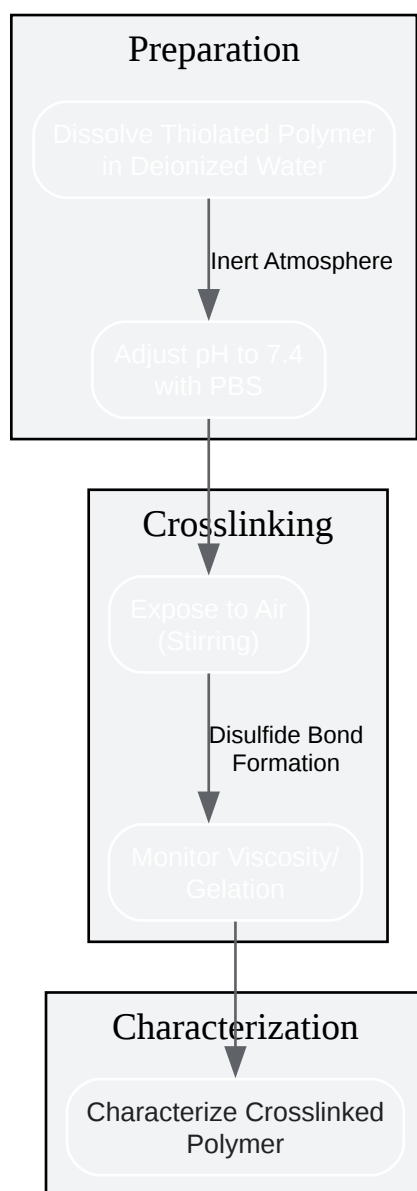 Preparation
Dissolve Thiolated Polymer
in Deionized Water
Inert Atmosphere
Adjust pH to 7.4
with PBS
Crosslinking
Expose to Air
(Stirring)
Disulfide Bond
Formation
Monitor Viscosity/
Gelation
Characterization
Characterize Crosslinked
Polymer